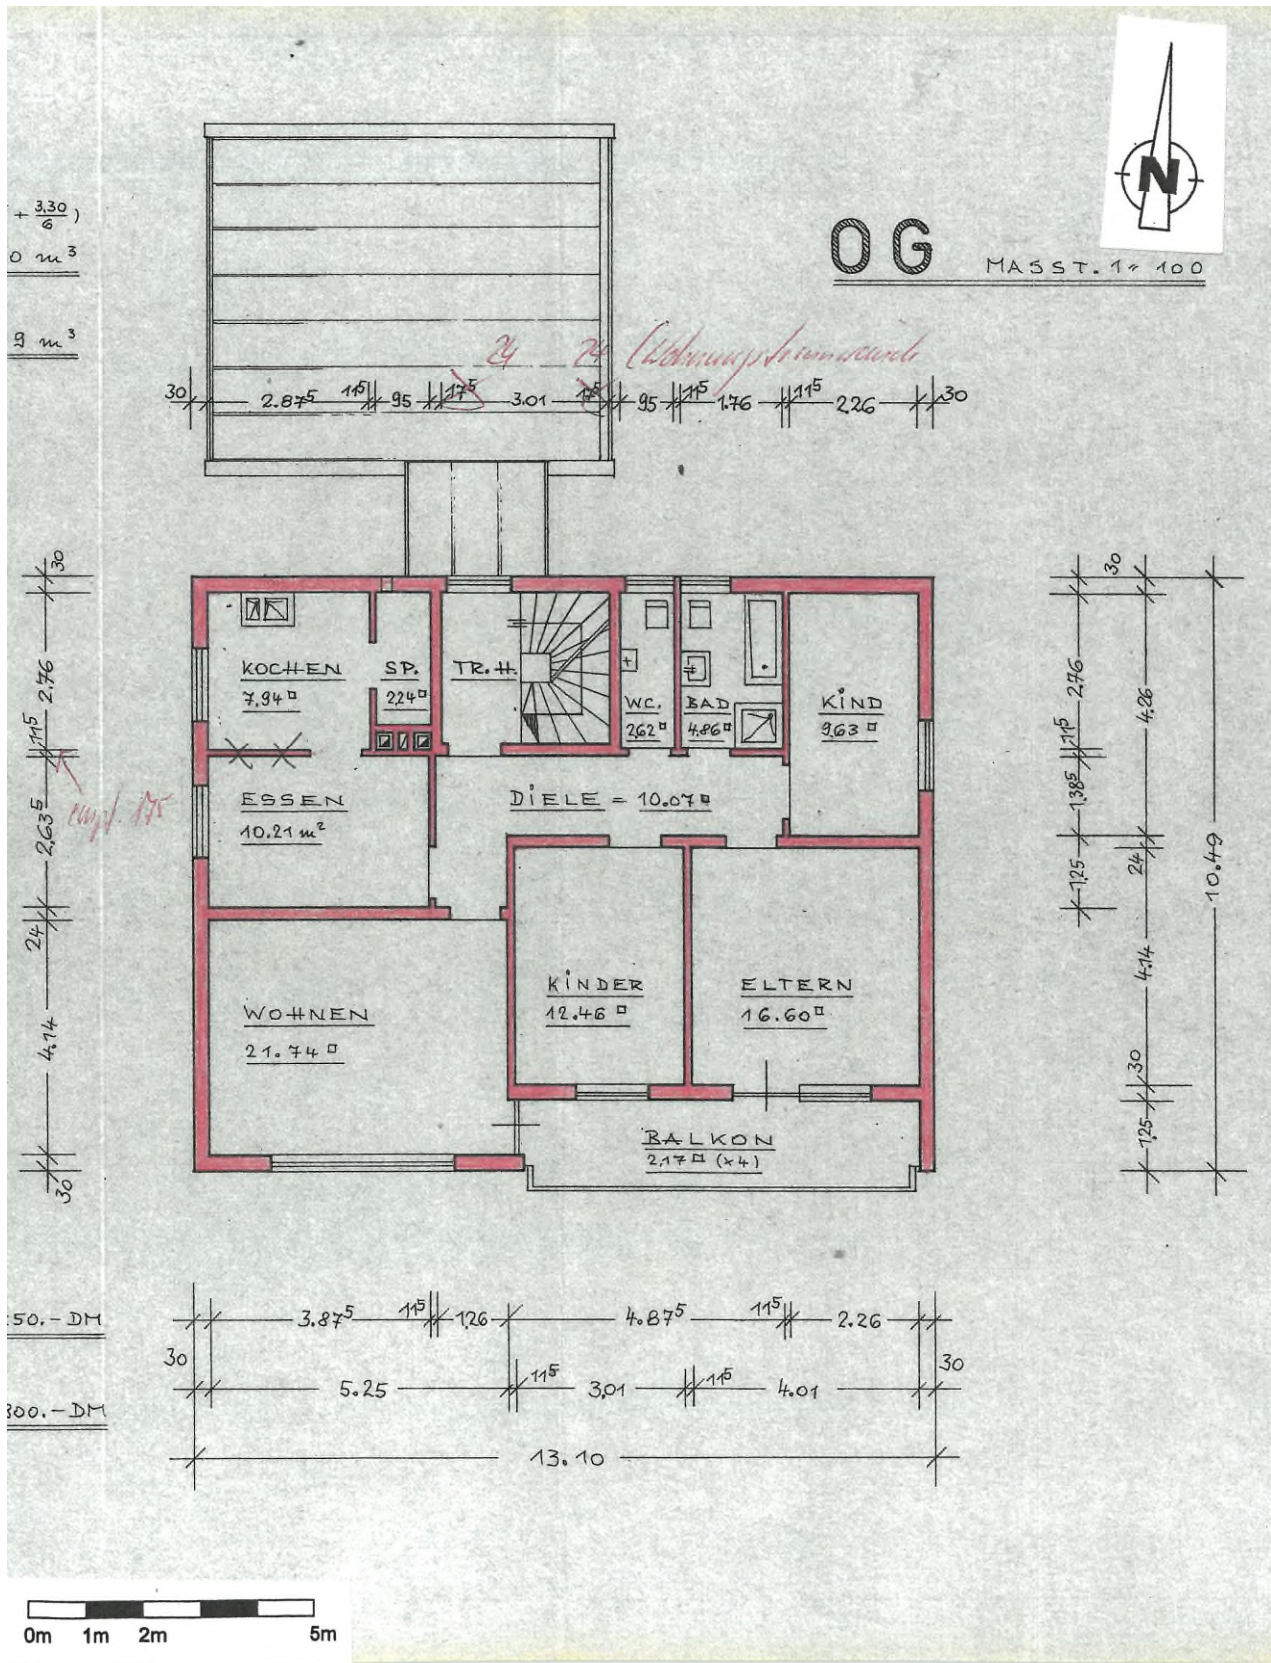 N
OG MASST. 1:100
+ 3,30/6 )
0 m³
9 m³
24 24
30 2.87⁵ 11⁵ 95 17⁵ 3.01 17⁵ 95 11⁵ 1.76 11⁵ 2.26 30
30 2.76 11⁵ 2.63⁵ 24 4.14 30
17⁵
KOCHEN
7.94 □
SP.
2.24 □
TR.H.
WC.
2.62 □
BAD
4.86 □
KIND
9.63 □
ESSEN
10.21 m²
DIELE = 10.07 □
WOHNEN
21.74 □
KINDER
12.46 □
ELTERN
16.60 □
BALKON
2,17 □ (x4)
2.76 11⁵ 1.38⁵ 1.25
30 4.26 24 4.14 30 1.25
10.49
50.- DM
800.- DM
3.87⁵ 11⁵ 1.26 4.87⁵ 11⁵ 2.26
30 5.25 11⁵ 3.01 11⁵ 4.01 30
13.10
0m 1m 2m 5m